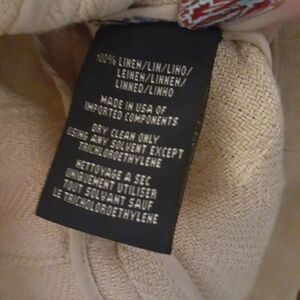 100% LINEN/LIN/LINO/
LEINEN/LINNEN/
LINNED/LINHO
MADE IN USA OF
IMPORTED COMPONENTS
DRY CLEAN ONLY
USING ANY SOLVENT EXCEPT
TRICHLOROETHYLENE
NETTOYAGE A SEC
UNIQUEMENT UTILISER
TOUT SOLVANT SAUF
LE TRICHLOROETHYLENE